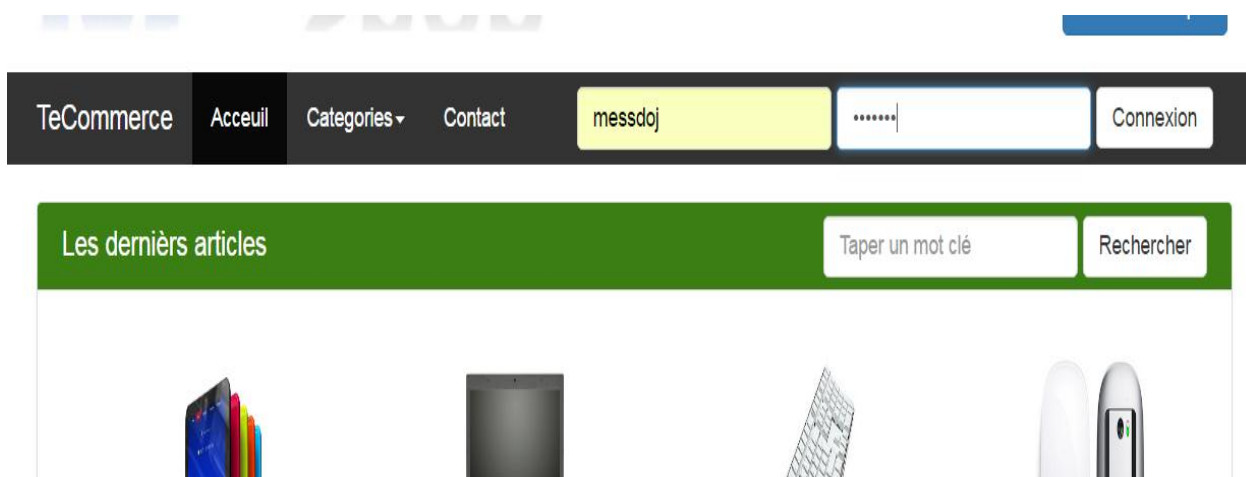 TeCommerce Acceuil Categories Contact messdoj ••••••• Connexion
Les dernièrs articles Taper un mot clé Rechercher